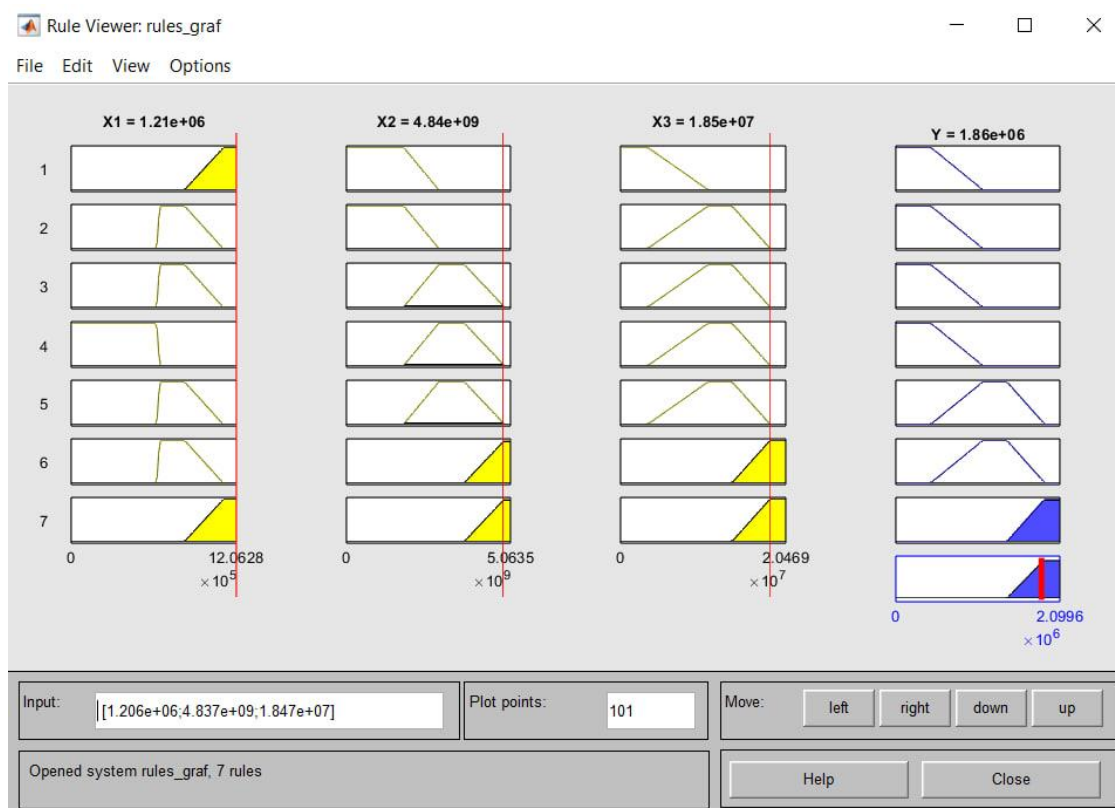 Rule Viewer: rules_graf
File Edit View Options
X1 = 1.21e+06 X2 = 4.84e+09 X3 = 1.85e+07 Y = 1.86e+06
1
2
3
4
5
6
7
0 12.0628 0 5.0635 0 2.0469
×10^5 ×10^9 ×10^7
0 2.0996
×10^6
Input: [1.206e+06;4.837e+09;1.847e+07] Plot points: 101 Move: left right down up
Opened system rules_graf, 7 rules Help Close